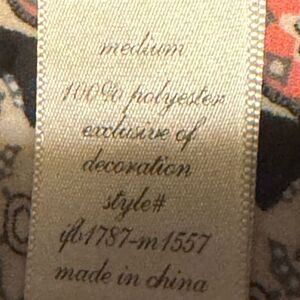 medium
100% polyester
exclusive of
decoration
style#
ifb1787-m1557
made in china